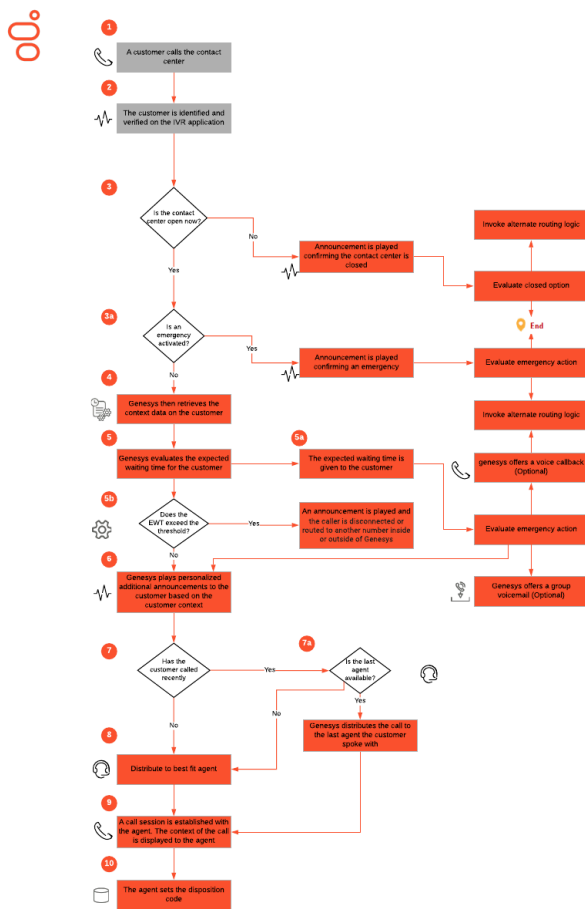 1
A customer calls the contact
center
2
The customer is identified and
verified on the IVR application
3
Is the contact
center open now?
No
Announcement is played
confirming the contact center is
closed
Invoke alternate routing logic
Evaluate closed option
End
Yes
3a
Is an
emergency
activated?
Yes
Announcement is played
confirming an emergency
Evaluate emergency action
No
4
Genesys then retrieves the
context data on the customer
Invoke alternate routing logic
5
Genesys evaluates the expected
waiting time for the customer
5a
The expected waiting time is
given to the customer
genesys offers a voice callback
(Optional)
5b
Does the
EWT exceed the
threshold?
Yes
An announcement is played and
the caller is disconnected or
routed to another number inside
or outside of Genesys
Evaluate emergency action
No
6
Genesys plays personalized
additional announcements to the
customer based on the
customer context
Genesys offers a group
voicemail (Optional)
7
Has the
customer called
recently
Yes
7a
Is the last
agent
available?
Yes
No
Genesys distributes the call to
the last agent the customer
spoke with
No
8
Distribute to best fit agent
9
A call session is established with
the agent. The context of the call
is displayed to the agent
10
The agent sets the disposition
code